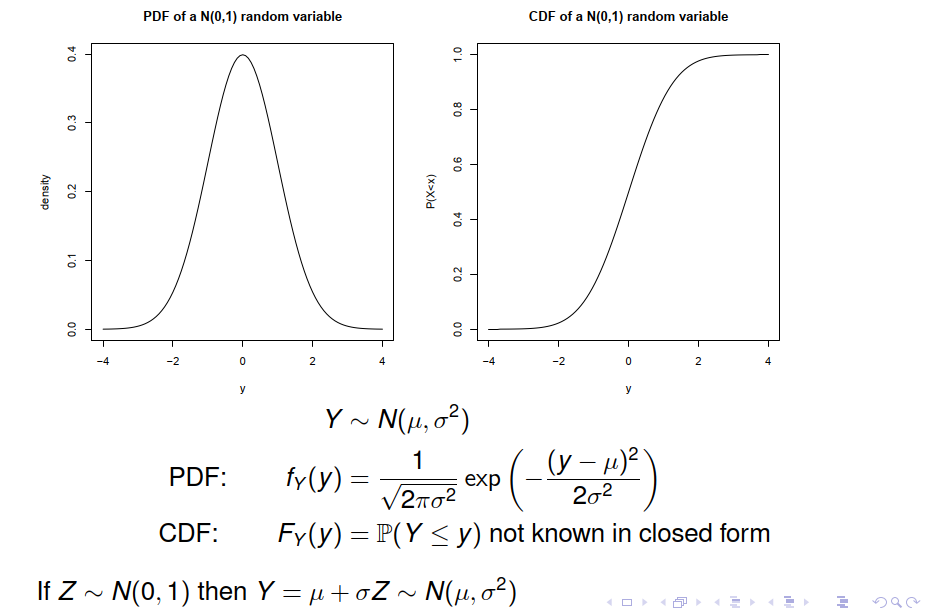 PDF of a N(0,1) random variable
density
0.4
0.3
0.2
0.1
0.0
−4 −2 0 2 4
y
CDF of a N(0,1) random variable
P(X<x)
1.0
0.8
0.6
0.4
0.2
0.0
−4 −2 0 2 4
y
Y ∼ N(μ, σ²)
PDF: f_Y(y) = 1/√(2πσ²) exp(−(y − μ)²/(2σ²))
CDF: F_Y(y) = ℙ(Y ≤ y) not known in closed form
If Z ∼ N(0, 1) then Y = μ + σZ ∼ N(μ, σ²)